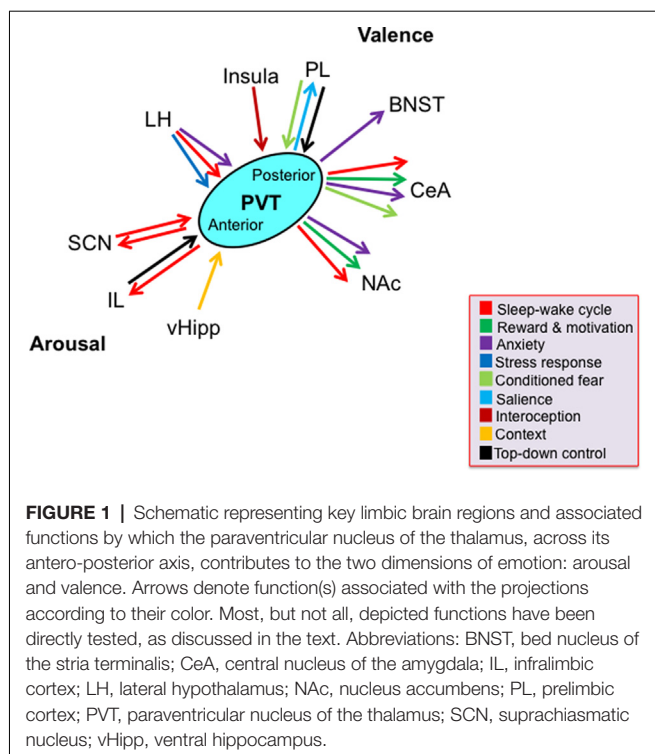 Valence
Insula
PL
BNST
LH
Posterior
PVT
Anterior
CeA
SCN
NAc
IL
vHipp
Arousal
Sleep-wake cycle
Reward & motivation
Anxiety
Stress response
Conditioned fear
Salience
Interoception
Context
Top-down control
FIGURE 1 | Schematic representing key limbic brain regions and associated
functions by which the paraventricular nucleus of the thalamus, across its
antero-posterior axis, contributes to the two dimensions of emotion: arousal
and valence. Arrows denote function(s) associated with the projections
according to their color. Most, but not all, depicted functions have been
directly tested, as discussed in the text. Abbreviations: BNST, bed nucleus of
the stria terminalis; CeA, central nucleus of the amygdala; IL, infralimbic
cortex; LH, lateral hypothalamus; NAc, nucleus accumbens; PL, prelimbic
cortex; PVT, paraventricular nucleus of the thalamus; SCN, suprachiasmatic
nucleus; vHipp, ventral hippocampus.